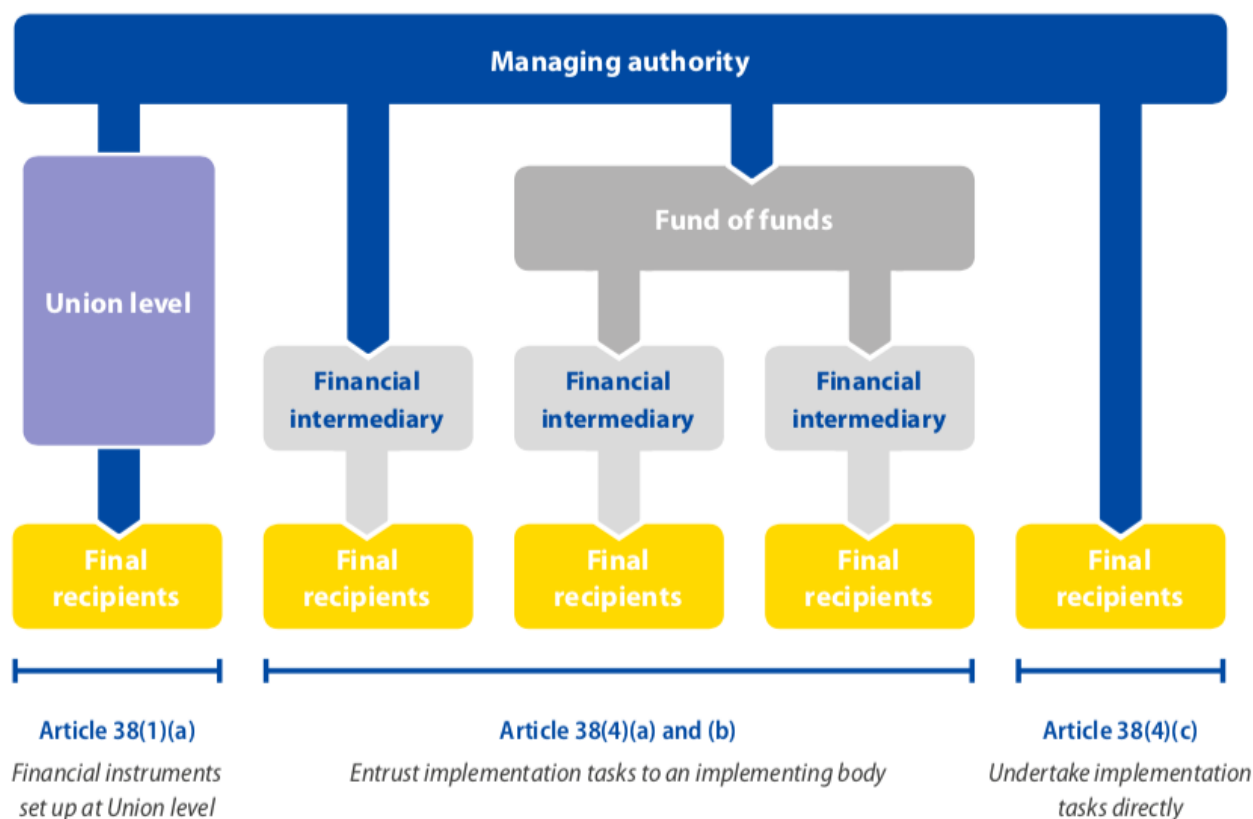 Managing authority
Fund of funds
Union level
Financial
intermediary
Financial
intermediary
Financial
intermediary
Final
recipients
Final
recipients
Final
recipients
Final
recipients
Final
recipients
Article 38(1)(a)
Financial instruments
set up at Union level
Article 38(4)(a) and (b)
Entrust implementation tasks to an implementing body
Article 38(4)(c)
Undertake implementation
tasks directly